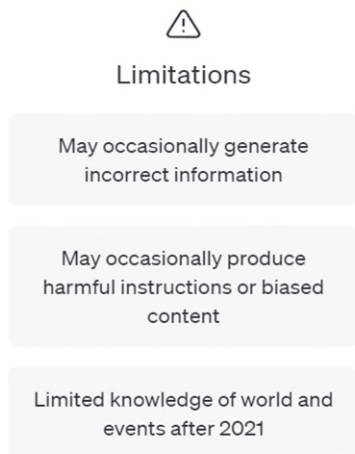 Limitations
May occasionally generate
incorrect information
May occasionally produce
harmful instructions or biased
content
Limited knowledge of world and
events after 2021